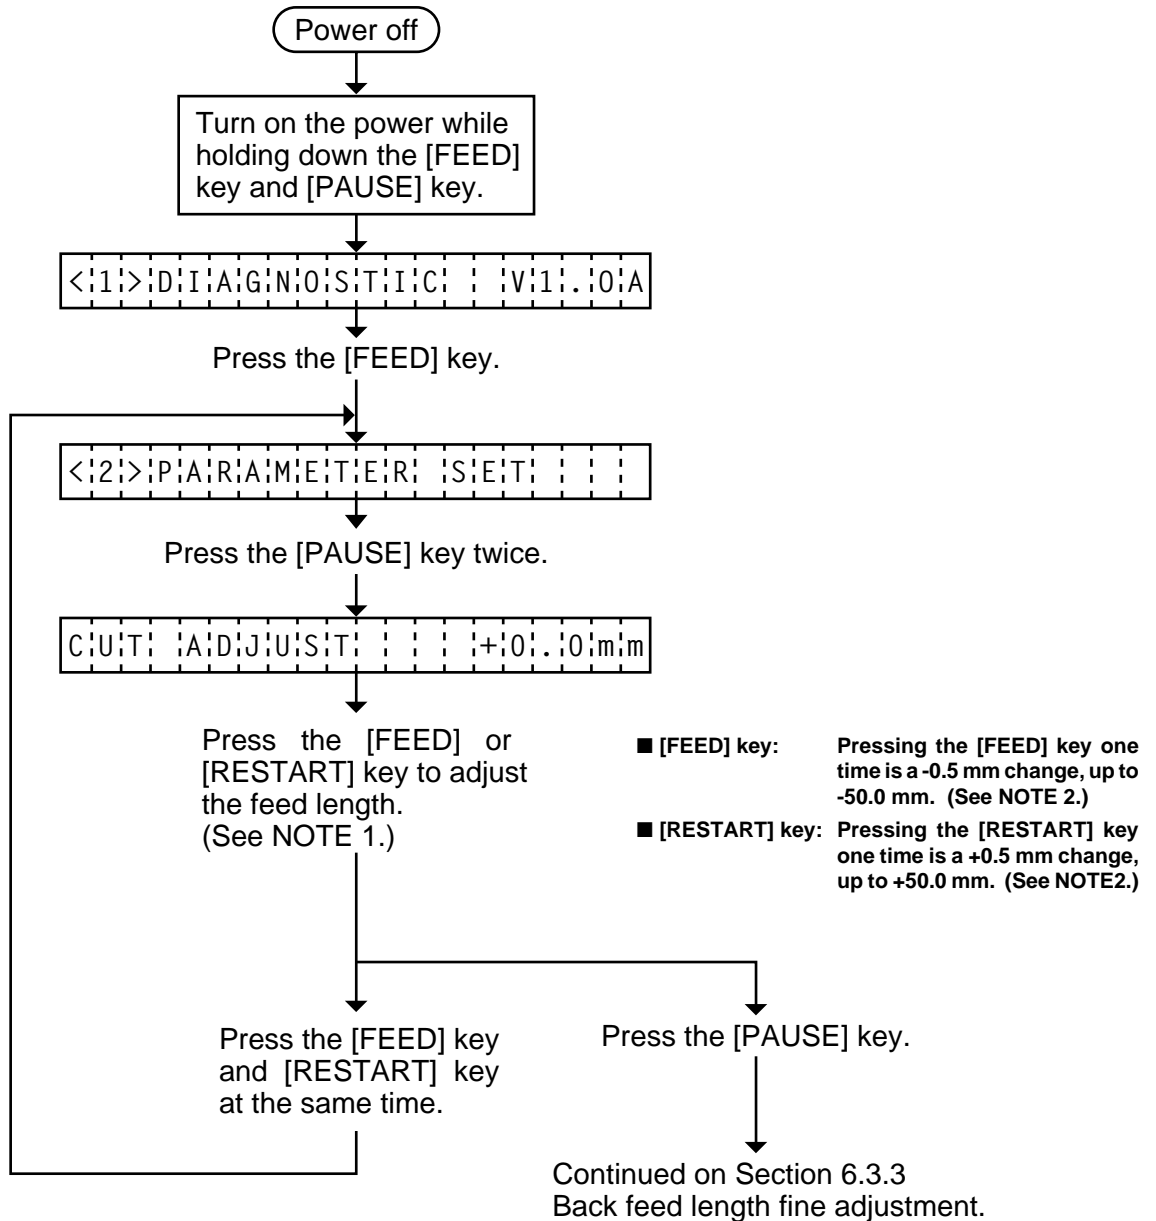 Power off
Turn on the power while
holding down the [FEED]
key and [PAUSE] key.
<1>DIAGNOSTIC   V1.0A
Press the [FEED] key.
<2>PARAMETER SET
Press the [PAUSE] key twice.
CUT ADJUST    +0.0mm
Press the [FEED] or
[RESTART] key to adjust
the feed length.
(See NOTE 1.)
■ [FEED] key: Pressing the [FEED] key one
time is a -0.5 mm change, up to
-50.0 mm. (See NOTE 2.)
■ [RESTART] key: Pressing the [RESTART] key
one time is a +0.5 mm change,
up to +50.0 mm. (See NOTE2.)
Press the [FEED] key
and [RESTART] key
at the same time.
Press the [PAUSE] key.
Continued on Section 6.3.3
Back feed length fine adjustment.